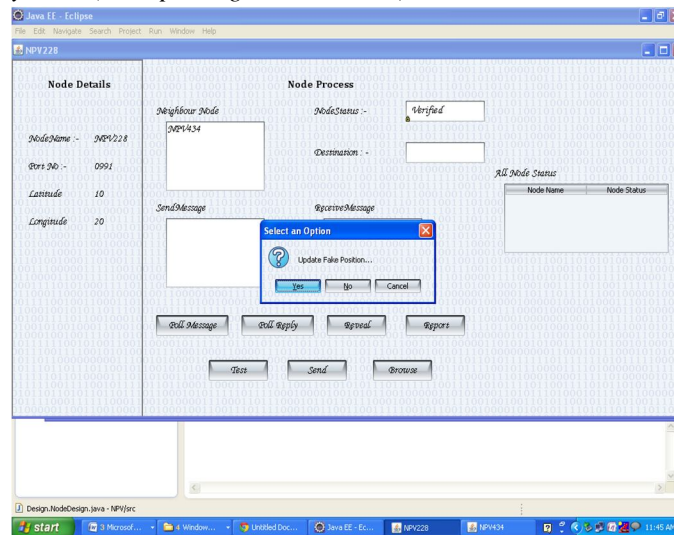 Java EE - Eclipse
File Edit Navigate Search Project Run Window Help
NPV228
Node Details
Node Process
Neighbour Node
NodeStatus :-
Verified
NPV434
NodeName :- NPV228
Destination : -
Port No :- 0991
All Node Status
Latitude 10
Node Name Node Status
SendMessage
ReceiveMessage
Longitude 20
Select an Option
Update Fake Position...
Yes No Cancel
Poll Message Poll Reply Reveal Report
Test Send Browse
Design.NodeDesign.java - NPV/src
start 3 Microsof... 4 Window... Untitled Doc... Java EE - Ec... NPV228 NPV434 11:45 AM